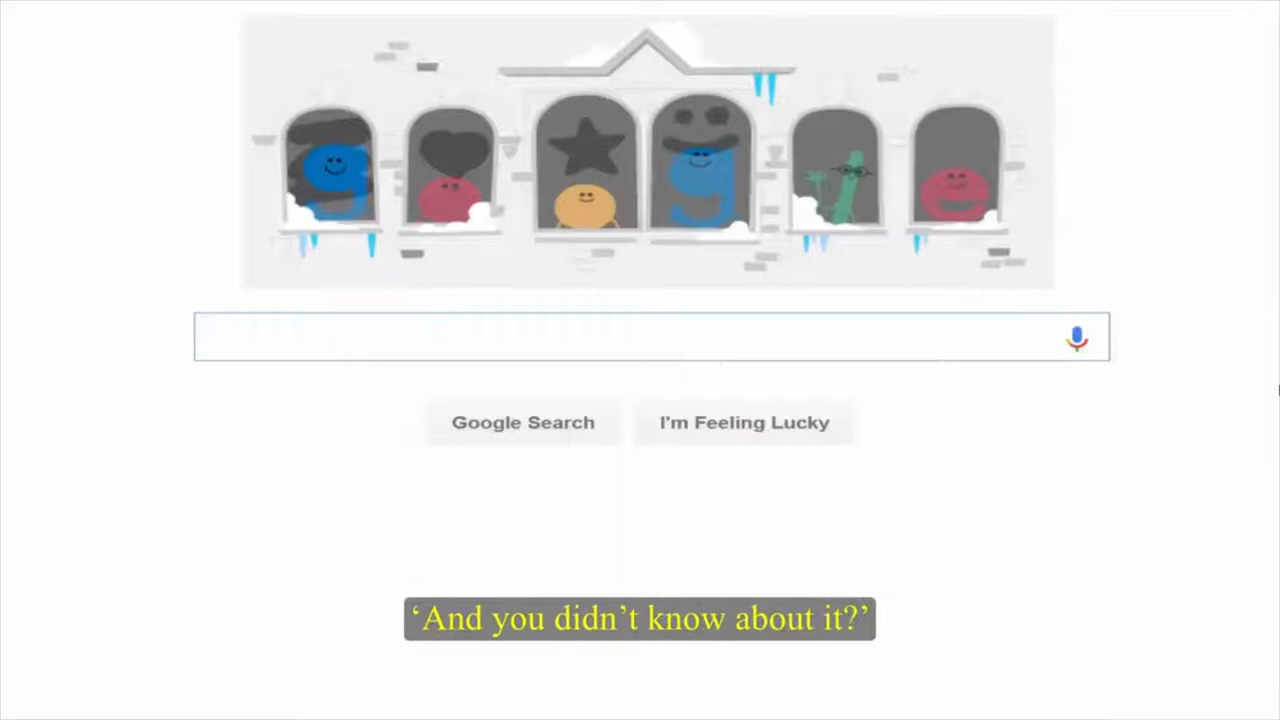 Google Search
I'm Feeling Lucky
‘And you didn’t know about it?’